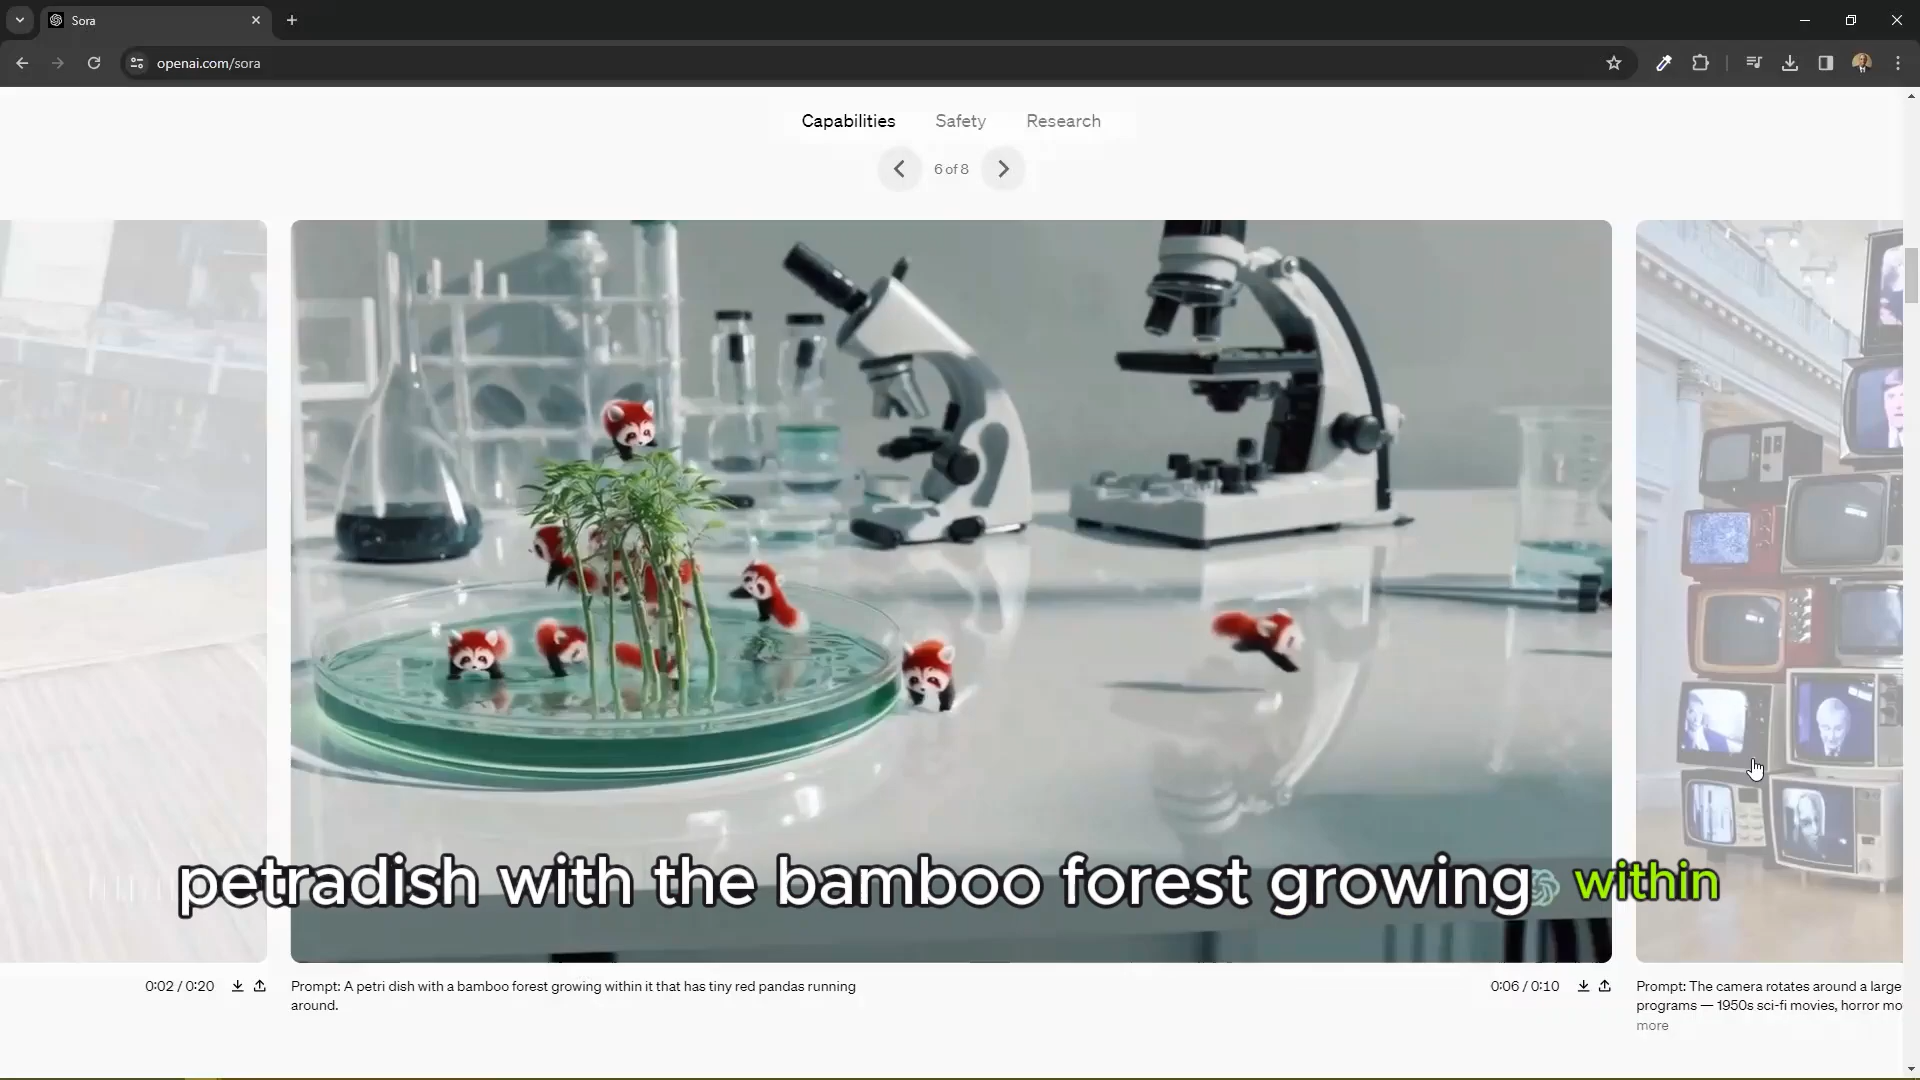 Sora
openai.com/sora
Capabilities Safety Research
6 of 8
petradish with the bamboo forest growing within
0:02 / 0:20
Prompt: A petri dish with a bamboo forest growing within it that has tiny red pandas running
around.
0:06 / 0:10
Prompt: The camera rotates around a large
programs — 1950s sci-fi movies, horror mo
more